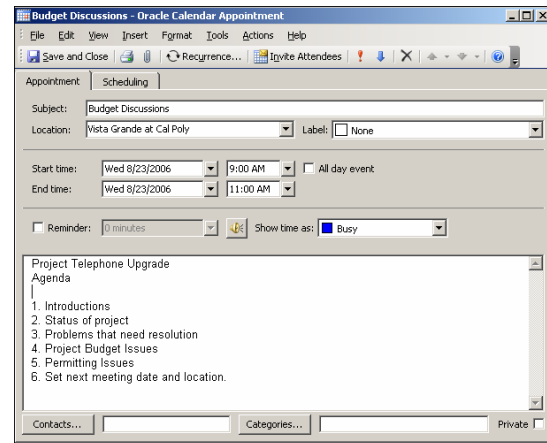 Budget Discussions - Oracle Calendar Appointment
File Edit View Insert Format Tools Actions Help
Save and Close Recurrence... Invite Attendees
Appointment Scheduling
Subject: Budget Discussions
Location: Vista Grande at Cal Poly Label: None
Start time: Wed 8/23/2006 9:00 AM All day event
End time: Wed 8/23/2006 11:00 AM
Reminder: 0 minutes Show time as: Busy
Project Telephone Upgrade
Agenda
1. Introductions
2. Status of project
3. Problems that need resolution
4. Project Budget Issues
5. Permitting Issues
6. Set next meeting date and location.
Contacts... Categories... Private